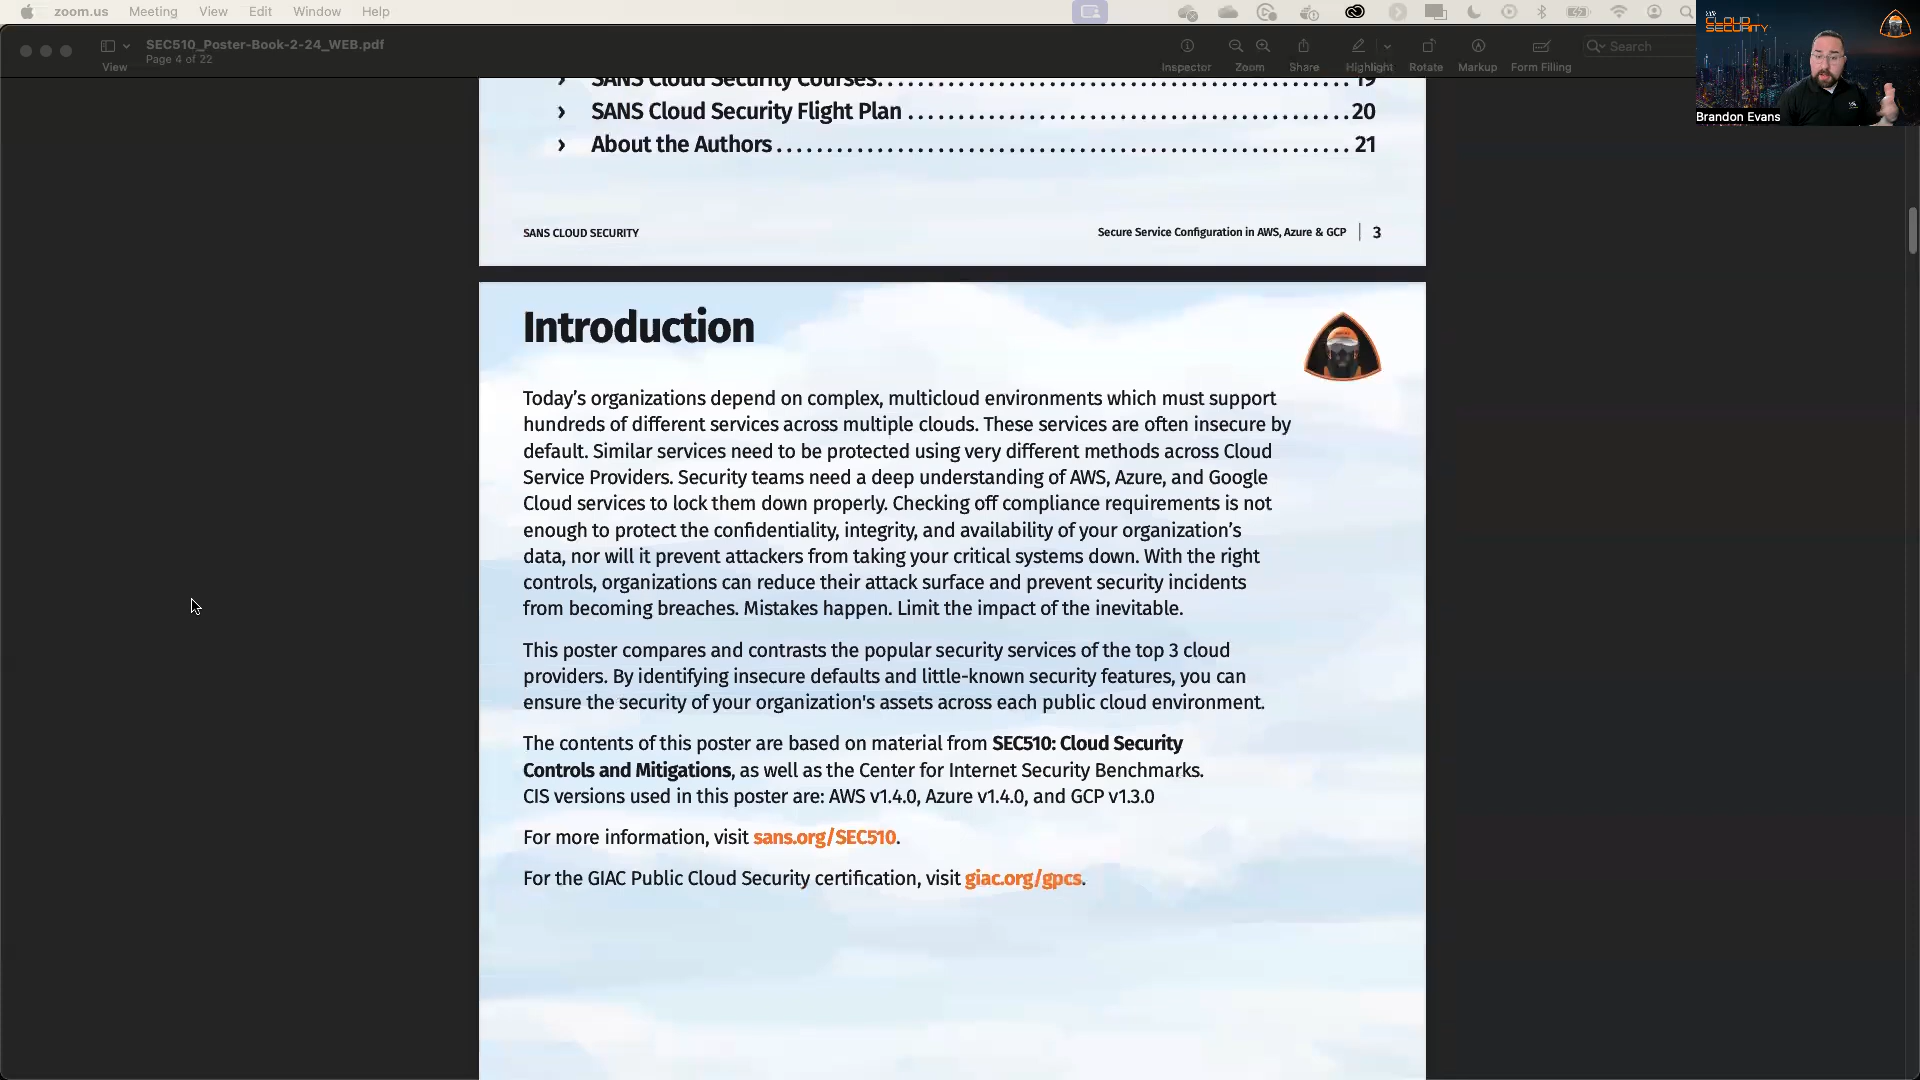 zoom.us Meeting View Edit Window Help
SEC510_Poster-Book-2-24_WEB.pdf
Page 4 of 22
View
Inspector Zoom Share Highlight Rotate Markup Form Filling
Search
CLOUD
SECURITY
Brandon Evans
› SANS Cloud Security Courses. . . . . . . . . . . . . . . . . . . . . . . . . . . . . . . . . . . . . . . . . . . . . . . 19
› SANS Cloud Security Flight Plan . . . . . . . . . . . . . . . . . . . . . . . . . . . . . . . . . . . . . . . . . . . . 20
› About the Authors . . . . . . . . . . . . . . . . . . . . . . . . . . . . . . . . . . . . . . . . . . . . . . . . . . . . . . . . . 21
SANS CLOUD SECURITY
Secure Service Configuration in AWS, Azure & GCP | 3
Introduction
Today’s organizations depend on complex, multicloud environments which must support
hundreds of different services across multiple clouds. These services are often insecure by
default. Similar services need to be protected using very different methods across Cloud
Service Providers. Security teams need a deep understanding of AWS, Azure, and Google
Cloud services to lock them down properly. Checking off compliance requirements is not
enough to protect the confidentiality, integrity, and availability of your organization’s
data, nor will it prevent attackers from taking your critical systems down. With the right
controls, organizations can reduce their attack surface and prevent security incidents
from becoming breaches. Mistakes happen. Limit the impact of the inevitable.
This poster compares and contrasts the popular security services of the top 3 cloud
providers. By identifying insecure defaults and little-known security features, you can
ensure the security of your organization's assets across each public cloud environment.
The contents of this poster are based on material from SEC510: Cloud Security
Controls and Mitigations, as well as the Center for Internet Security Benchmarks.
CIS versions used in this poster are: AWS v1.4.0, Azure v1.4.0, and GCP v1.3.0
For more information, visit sans.org/SEC510.
For the GIAC Public Cloud Security certification, visit giac.org/gpcs.